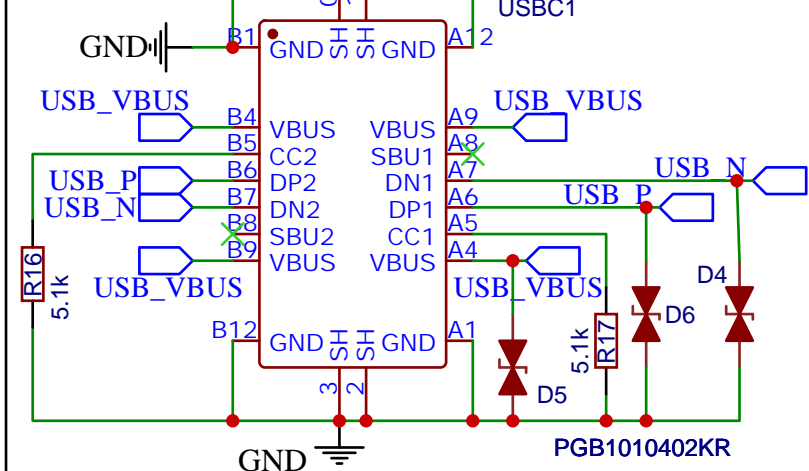 USBC1
GND
B1
GND
SH
SH
GND
A12
USB_VBUS
USB_VBUS
B4
VBUS
VBUS
A9
B5
CC2
SBU1
A8
USB_P
B6
DP2
DN1
A7
USB_N
USB_N
B7
DN2
DP1
A6
USB_P
B8
SBU2
CC1
A5
B9
VBUS
VBUS
A4
USB_VBUS
USB_VBUS
R16
5.1k
D4
D6
B12
GND
SH
SH
GND
A1
5.1k
R17
3
2
D5
GND
PGB1010402KR